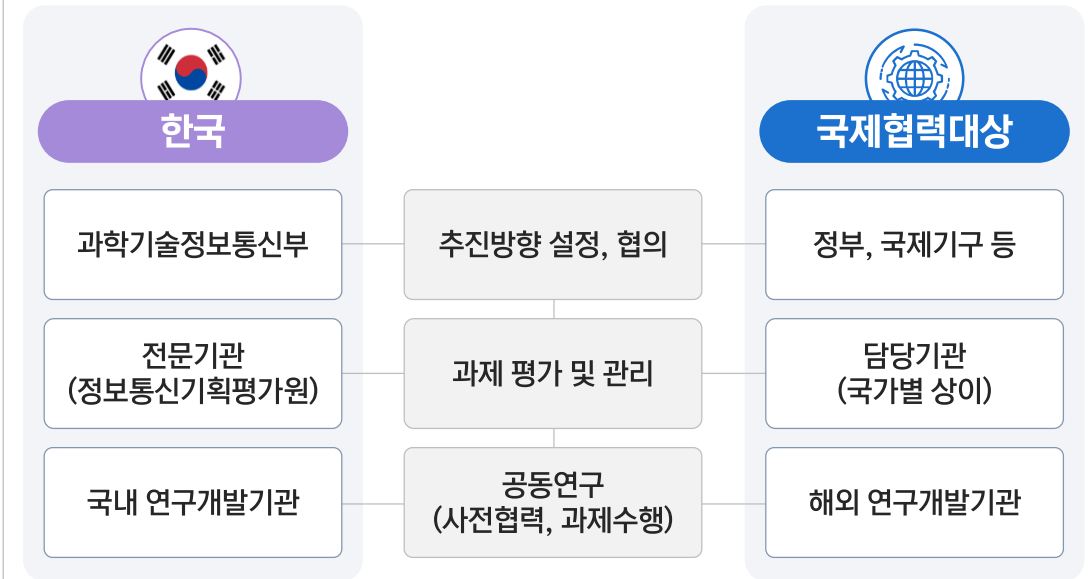 한국
국제협력대상
과학기술정보통신부
추진방향 설정, 협의
정부, 국제기구 등
전문기관
(정보통신기획평가원)
과제 평가 및 관리
담당기관
(국가별 상이)
국내 연구개발기관
공동연구
(사전협력, 과제수행)
해외 연구개발기관